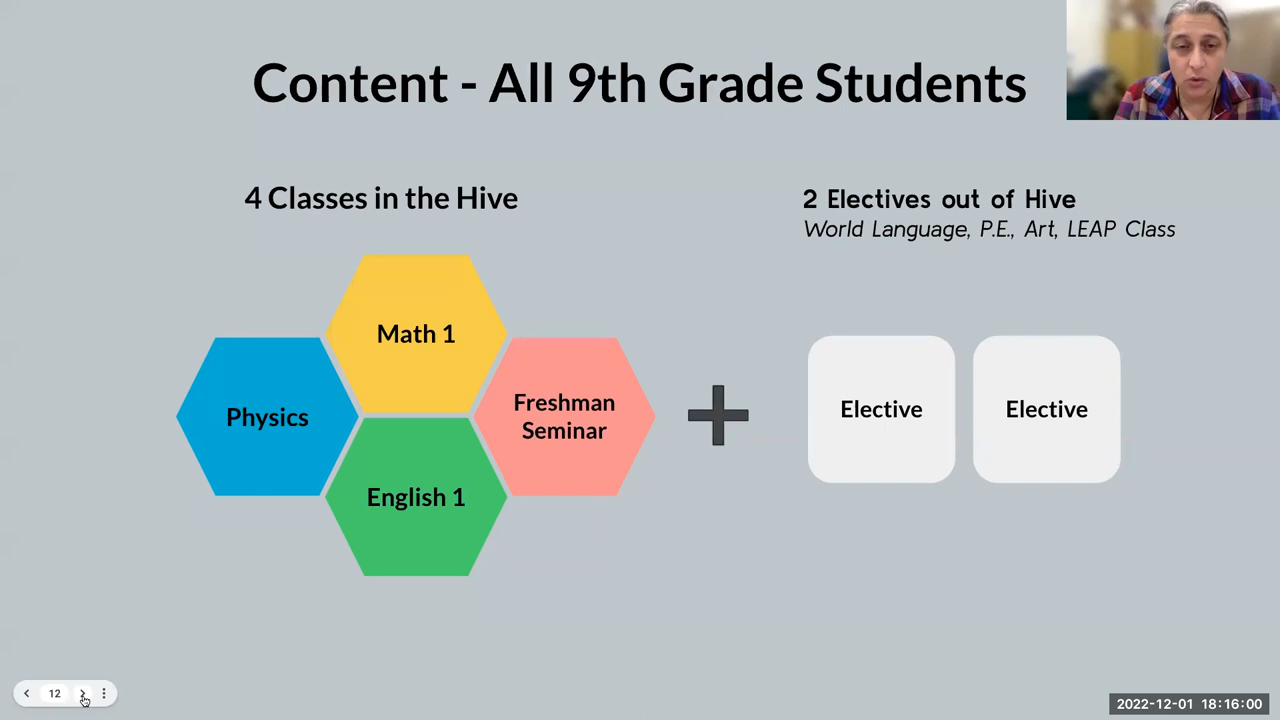 Content - All 9th Grade Students
4 Classes in the Hive
2 Electives out of Hive
World Language, P.E., Art, LEAP Class
Math 1
Physics
Freshman
Seminar
English 1
Elective
Elective
12
2022-12-01 18:16:00